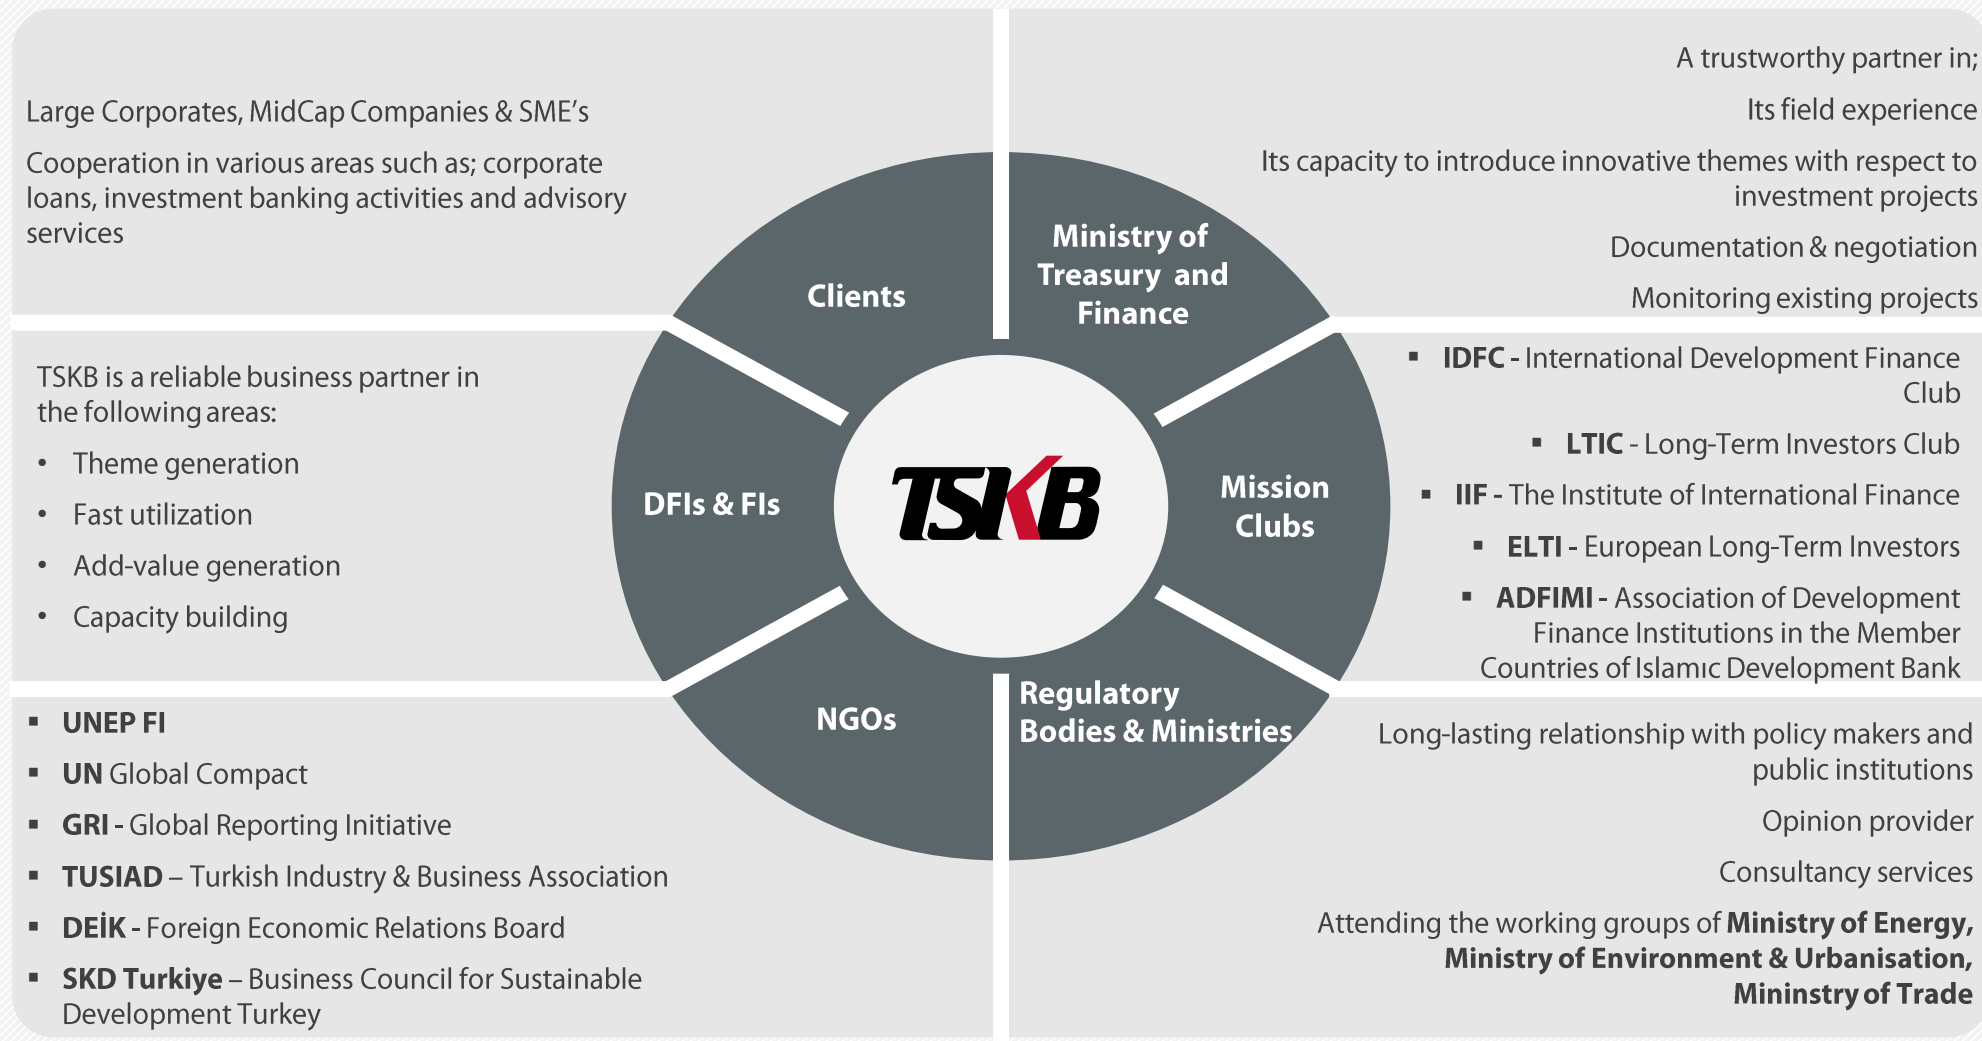 Large Corporates, MidCap Companies & SME's
Cooperation in various areas such as; corporate
loans, investment banking activities and advisory
services
Clients
A trustworthy partner in;
Its field experience
Its capacity to introduce innovative themes with respect to
investment projects
Documentation & negotiation
Monitoring existing projects
Ministry of
Treasury and
Finance
TSKB is a reliable business partner in
the following areas:
• Theme generation
• Fast utilization
• Add-value generation
• Capacity building
DFIs & FIs
TSKB
Mission
Clubs
▪ IDFC - International Development Finance
Club
▪ LTIC - Long-Term Investors Club
▪ IIF - The Institute of International Finance
▪ ELTI - European Long-Term Investors
▪ ADFIMI - Association of Development
Finance Institutions in the Member
Countries of Islamıc Development Bank
▪ UNEP FI
▪ UN Global Compact
▪ GRI - Global Reporting Initiative
▪ TUSIAD – Turkish Industry & Business Association
▪ DEİK - Foreign Economic Relations Board
▪ SKD Turkiye – Business Council for Sustainable
Development Turkey
NGOs
Regulatory
Bodies & Ministries
Long-lasting relationship with policy makers and
public institutions
Opinion provider
Consultancy services
Attending the working groups of Ministry of Energy,
Ministry of Environment & Urbanisation,
Mininstry of Trade